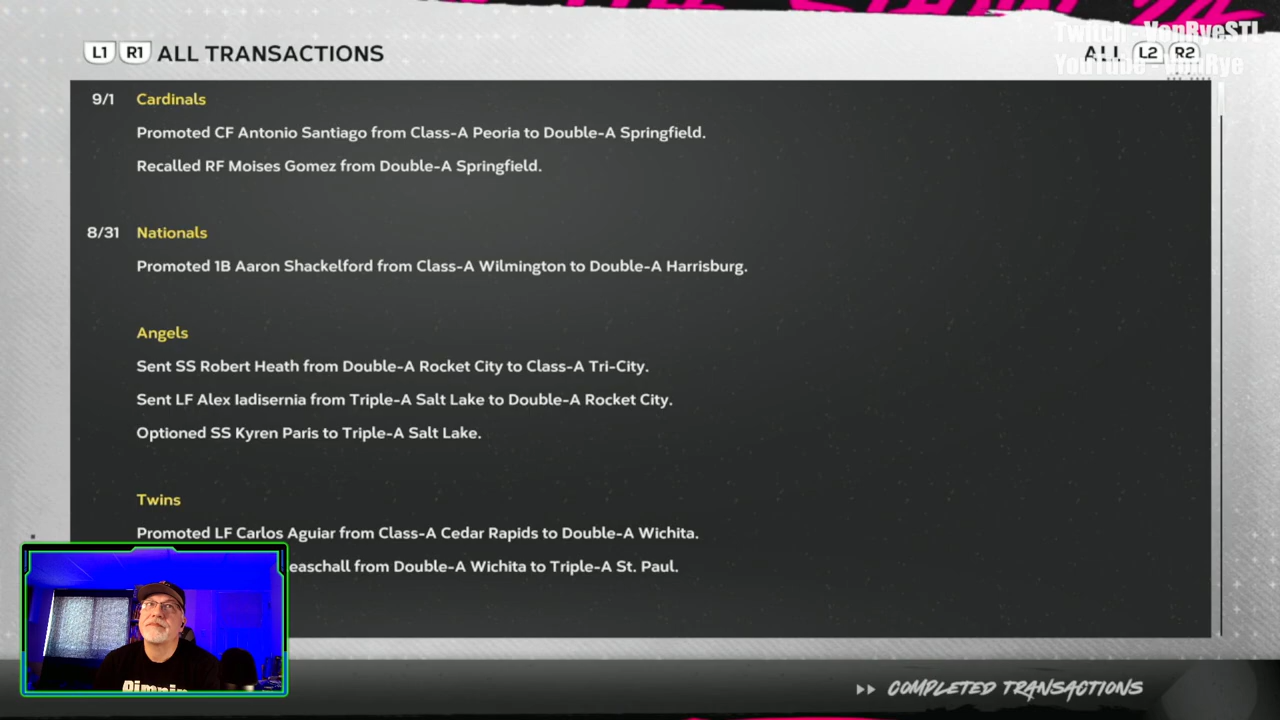 L1 R1 ALL TRANSACTIONS
ALL L2 R2
Twitch - VonRyeSTL
YouTube - VonRye
9/1 Cardinals
Promoted CF Antonio Santiago from Class-A Peoria to Double-A Springfield.
Recalled RF Moises Gomez from Double-A Springfield.
8/31 Nationals
Promoted 1B Aaron Shackelford from Class-A Wilmington to Double-A Harrisburg.
Angels
Sent SS Robert Heath from Double-A Rocket City to Class-A Tri-City.
Sent LF Alex Iadisernia from Triple-A Salt Lake to Double-A Rocket City.
Optioned SS Kyren Paris to Triple-A Salt Lake.
Twins
Promoted LF Carlos Aguiar from Class-A Cedar Rapids to Double-A Wichita.
easchall from Double-A Wichita to Triple-A St. Paul.
COMPLETED TRANSACTIONS